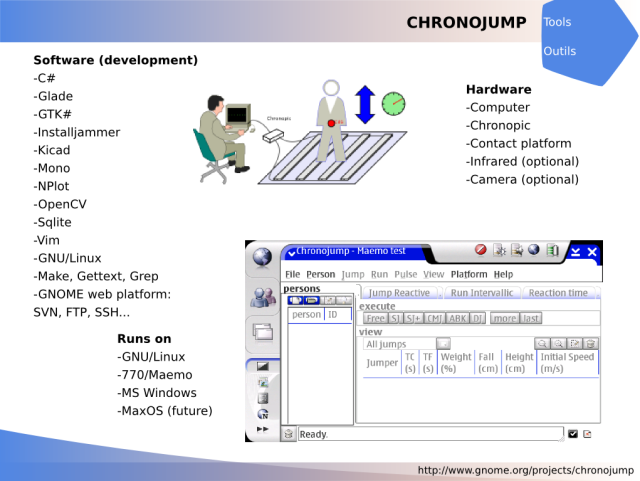 CHRONOJUMP
Tools
Outils
Software (development)
-C#
-Glade
-GTK#
-Installjammer
-Kicad
-Mono
-NPlot
-OpenCV
-Sqlite
-Vim
-GNU/Linux
-Make, Gettext, Grep
-GNOME web platform:
SVN, FTP, SSH...
Chronopic
Hardware
-Computer
-Chronopic
-Contact platform
-Infrared (optional)
-Camera (optional)
Runs on
-GNU/Linux
-770/Maemo
-MS Windows
-MaxOS (future)
Chronojump - Maemo test
File Person Jump Run Pulse View Platform Help
persons
person ID
Jump Reactive Run Intervallic Reaction time
execute
Free SJ SJ+ CMJ ABK DJ more last
view
All jumps
Jumper TC (s) TF (s) Weight (%) Fall (cm) Height (cm) Initial Speed (m/s)
Ready.
http://www.gnome.org/projects/chronojump